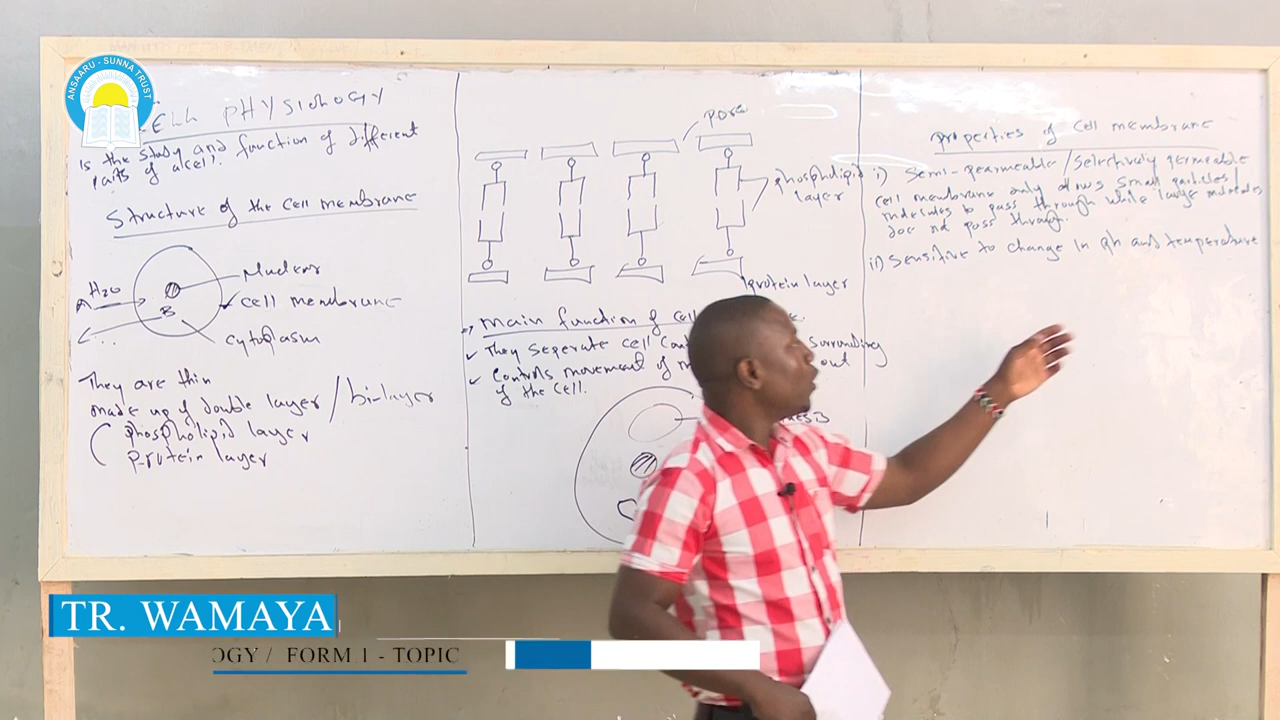 ANSAARU - SUNNA TRUST
CELL PHYSIOLOGY
Is the study and function of different
parts of a cell.
Structure of the cell membrane
H2O
Nucleus
cell membrane
B
cytoplasm
They are thin
made up of double layer / bi-layer
phospholipid layer
protein layer
Pore
phospholipid
layer
protein layer
main function of cell
They seperate cell surrounding
Controls movement of out
of the cell.
Properties of cell membrane
i) Semi-permeable / selectively permeable
cell membrane only allows small particles /
molecules to pass through while large molecules
doe not pass through.
ii) Sensitive to change in ph and temperature
TR. WAMAYA
OGY / FORM 1 - TOPIC